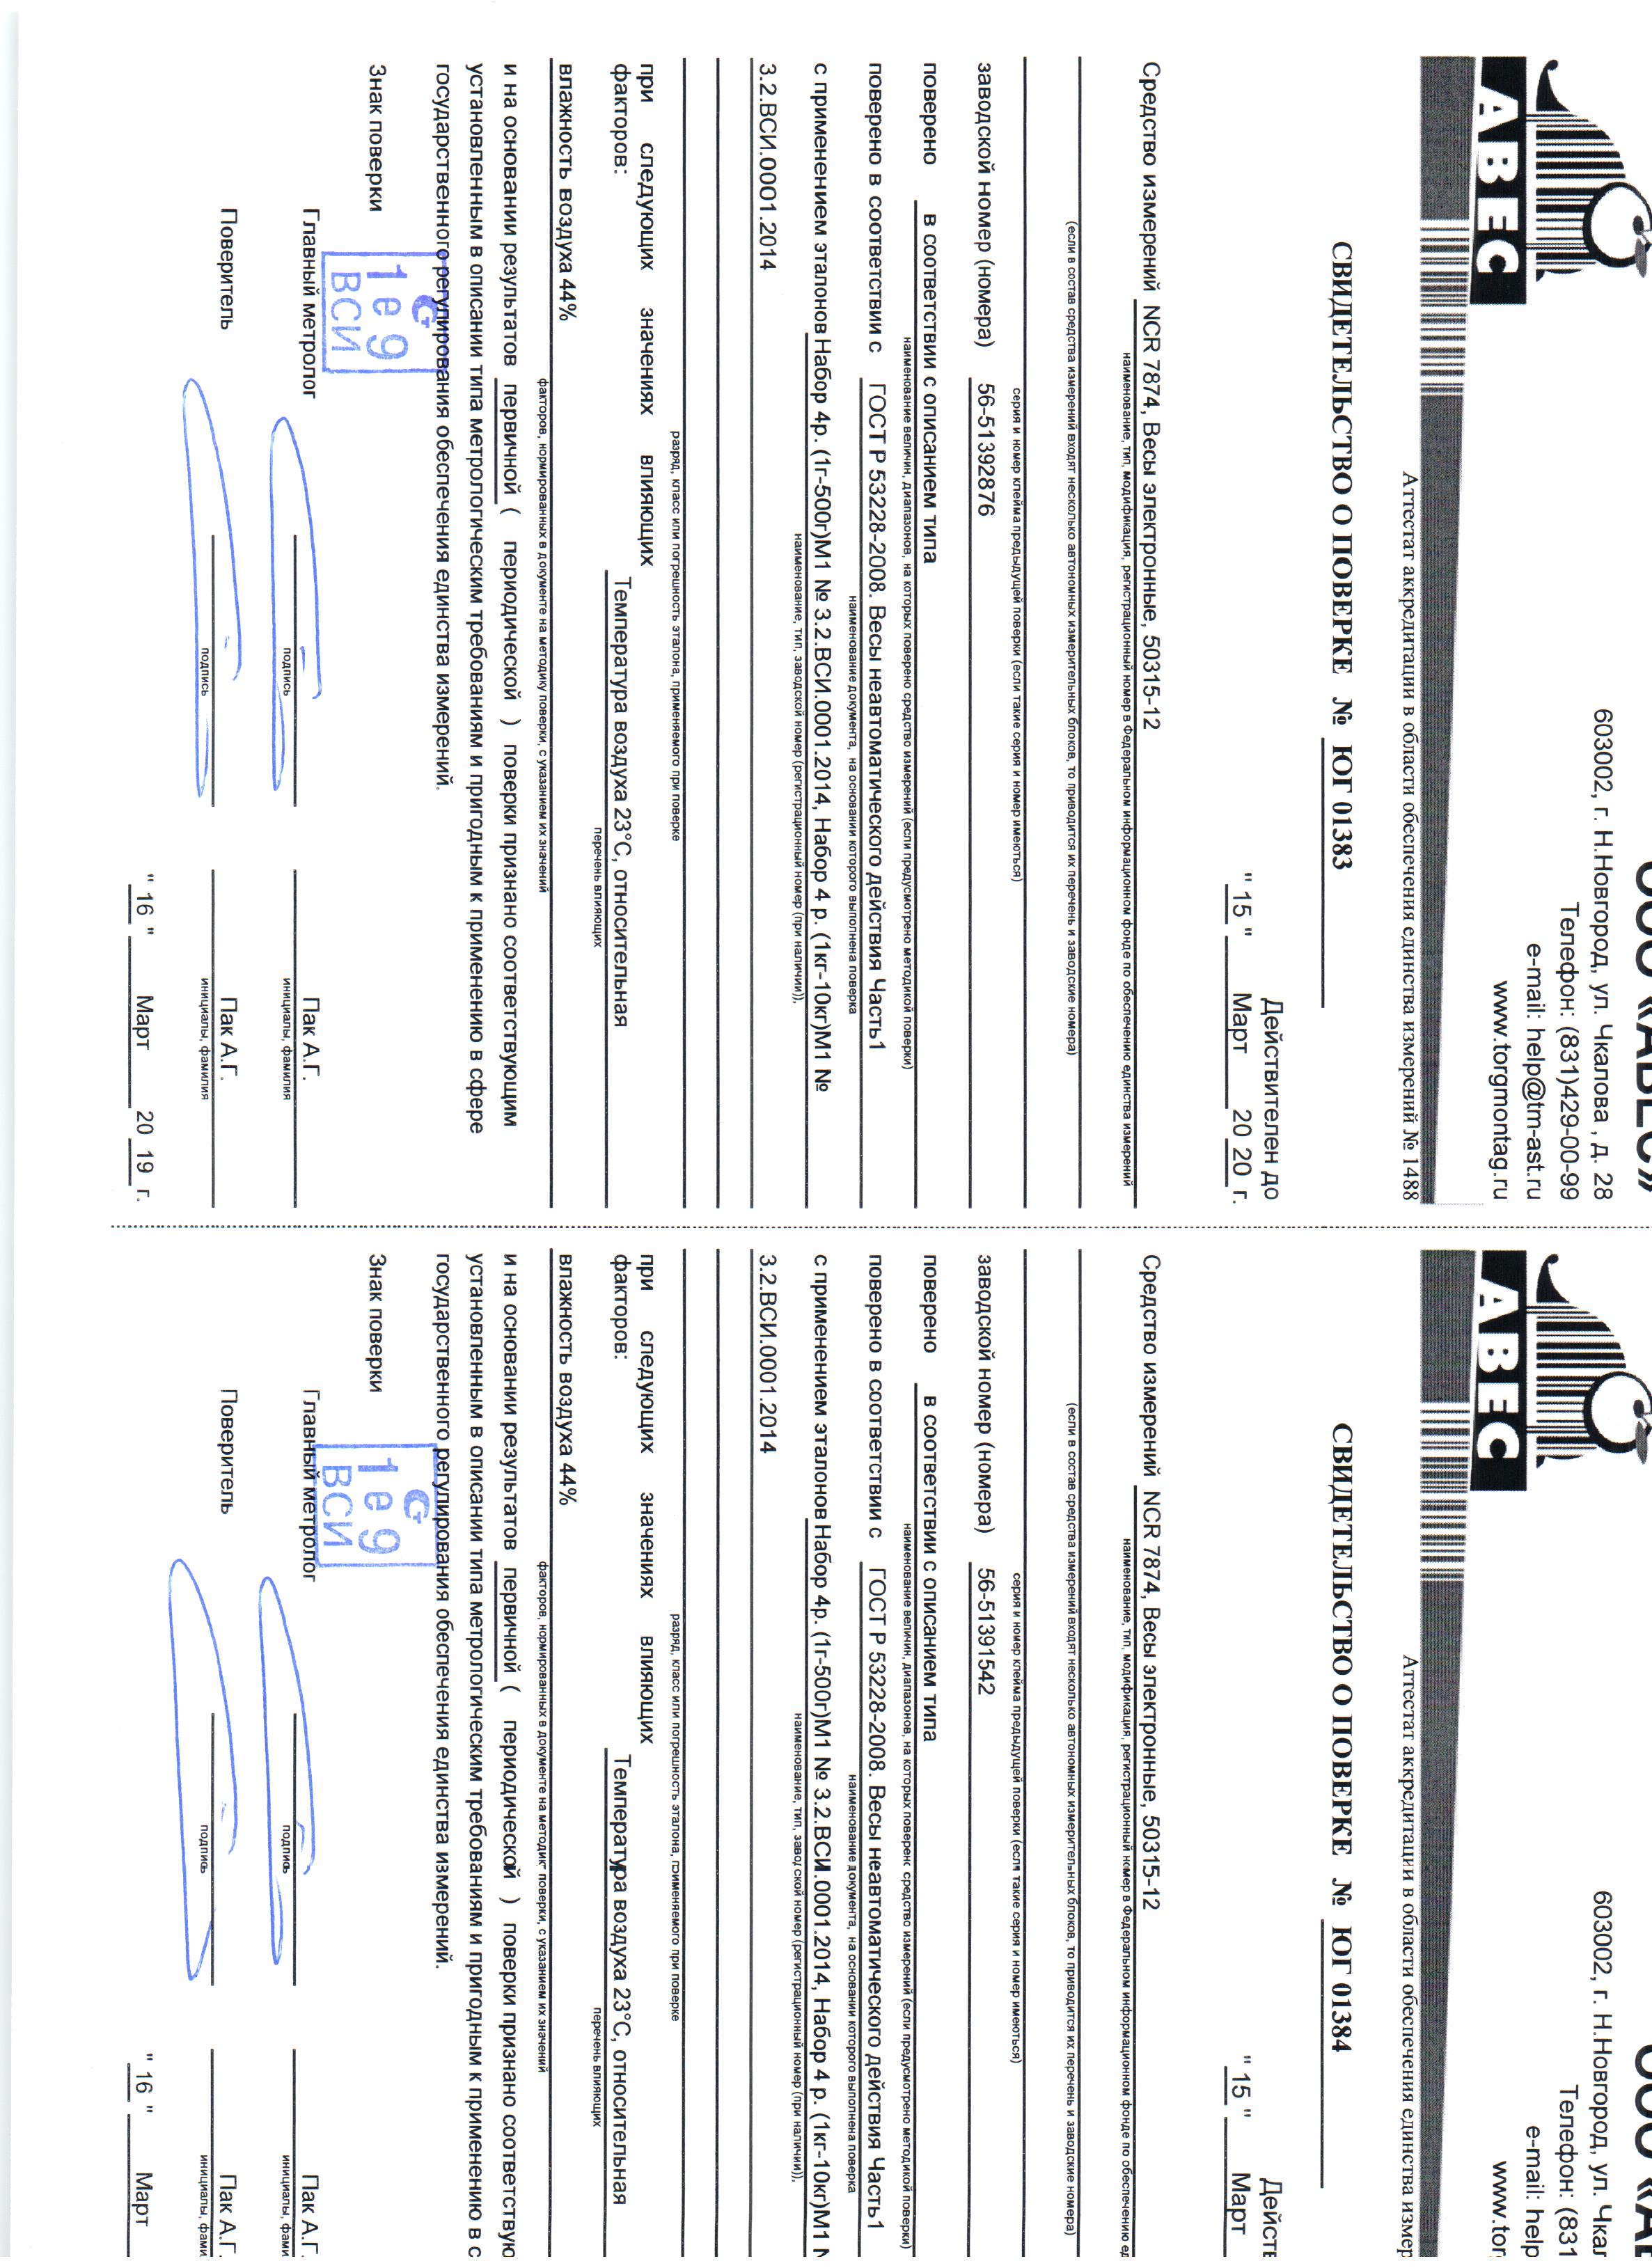 ООО «АВЕС»
АВЕС
603002, г. Н.Новгород, ул. Чкалова , д. 28
Телефон: (831)429-00-99
e-mail: help@tm-ast.ru
www.torgmontag.ru
Аттестат аккредитации в области обеспечения единства измерений № 1488
СВИДЕТЕЛЬСТВО О ПОВЕРКЕ № ЮГ 01383
Действителен до
" 15 " Март 20 20 г.
Средство измерений NCR 7874, Весы электронные, 50315-12
наименование, тип, модификация, регистрационный номер в Федеральном информационном фонде по обеспечению единства измерений
(если в состав средства измерений входят несколько автономных измерительных блоков, то приводится их перечень и заводские номера)
серия и номер клейма предыдущей поверки (если такие серия и номер имеються)
заводской номер (номера) 56-51392876
поверено в соответствии с описанием типа
наименование величин, диапазонов, на которых поверено средство измерений (если предусмотрено методикой поверки)
поверено в соответствии с ГОСТ Р 53228-2008. Весы неавтоматического действия Часть1
наименование документа, на основании которого выполнена поверка
с применением эталонов Набор 4р. (1г-500г)М1 № 3.2.ВСИ.0001.2014, Набор 4 р. (1кг-10кг)М1 №
наименование, тип, заводской номер (регистрационный номер (при наличии)),
3.2.ВСИ.0001.2014
разряд, класс или погрешность эталона, применяемого при поверке
при следующих значениях влияющих
факторов: Температура воздуха 23°С, относительная
перечень влияющих
влажность воздуха 44%
факторов, нормированных в документе на методику поверки, с указанием их значений
и на основании результатов первичной ( периодической ) поверки признано соответствующим
установленным в описании типа метрологическим требованиям и пригодным к применению в сфере
государственного регулирования обеспечения единства измерений.
Знак поверки
1е9
ВСИ
Главный метролог Пак А.Г.
подпись инициалы, фамилия
Поверитель Пак А.Г.
подпись инициалы, фамилия
" 16 " Март 20 19 г.
ООО «АВ
АВЕС
603002, г. Н.Новгород, ул. Чкал
Телефон: (831
e-mail: help
www.tor
Аттестат аккредитации в области обеспечения единства измер
СВИДЕТЕЛЬСТВО О ПОВЕРКЕ № ЮГ 01384
Действ
" 15 " Март
Средство измерений NCR 7874, Весы электронные, 50315-12
наименование, тип, модификация, регистрационный номер в Федеральном информационном фонде по обеспечению ед
(если в состав средства измерений входят несколько автономных измерительных блоков, то приводится их перечень и заводские номера)
серия и номер клейма предыдущей поверки (если такие серия и номер имеються)
заводской номер (номера) 56-51391542
поверено в соответствии с описанием типа
наименование величин, диапазонов, на которых поверено средство измерений (если предусмотрено методикой поверки)
поверено в соответствии с ГОСТ Р 53228-2008. Весы неавтоматического действия Часть1
наименование документа, на основании которого выполнена поверка
с применением эталонов Набор 4р. (1г-500г)М1 № 3.2.ВСИ.0001.2014, Набор 4 р. (1кг-10кг)М1 №
наименование, тип, заводской номер (регистрационный номер (при наличии)),
3.2.ВСИ.0001.2014
разряд, класс или погрешность эталона, применяемого при поверке
при следующих значениях влияющих
факторов: Температура воздуха 23°С, относительная
перечень влияющих
влажность воздуха 44%
факторов, нормированных в документе на методик поверки, с указанием их значений
и на основании результатов первичной ( периодической ) поверки признано соответствую
установленным в описании типа метрологическим требованиям и пригодным к применению в с
государственного регулирования обеспечения единства измерений.
Знак поверки
1е9
ВСИ
Главный метролог Пак А.Г.
подпись инициалы, фами
Поверитель Пак А.Г.
подпись инициалы, фами
" 16 " Март